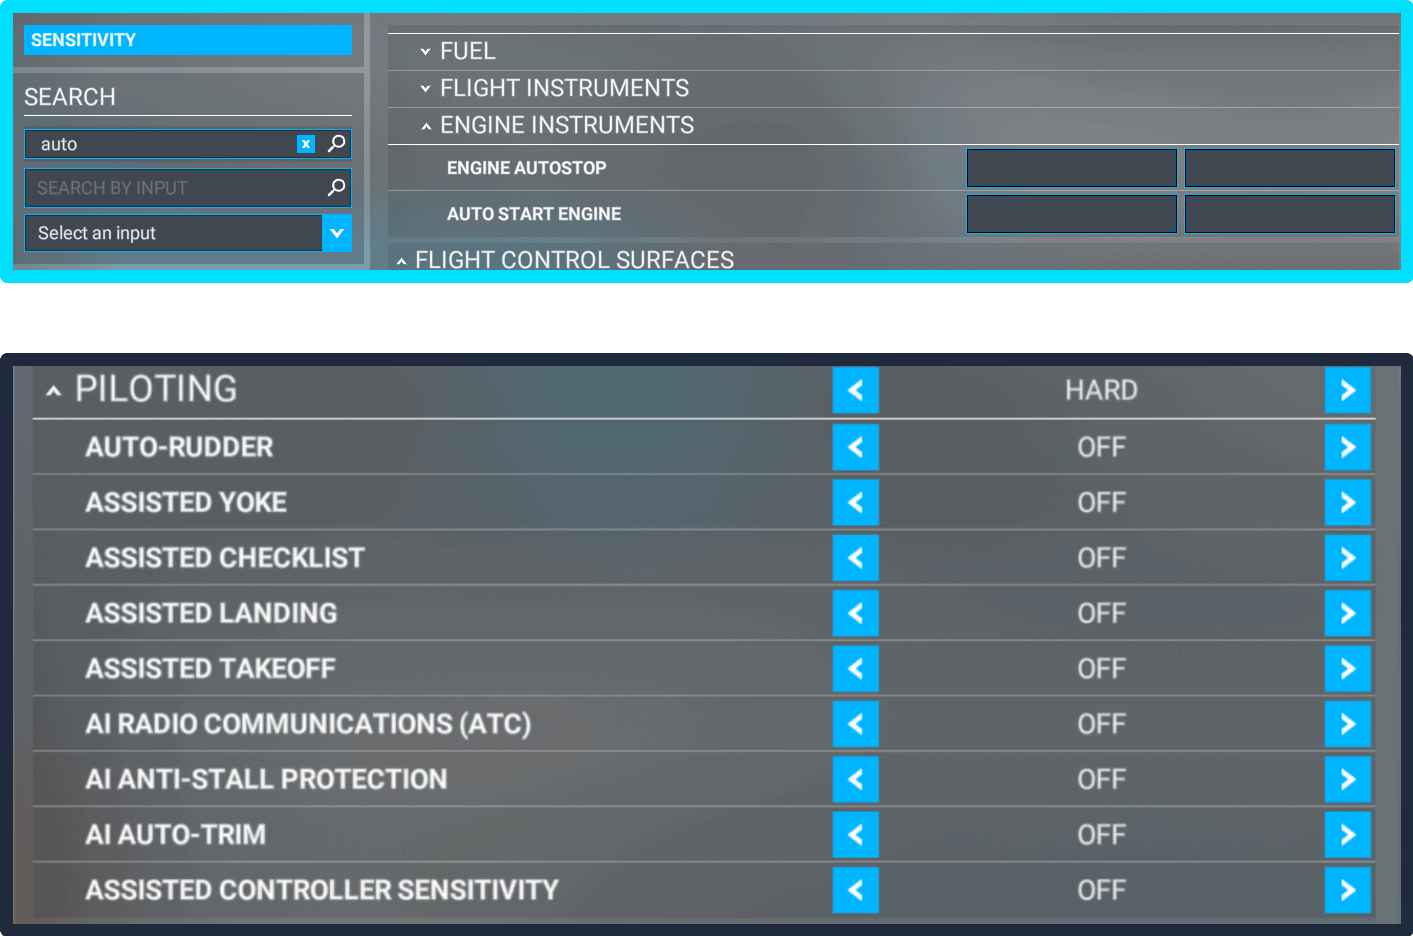 SENSITIVITY
SEARCH
auto
x
SEARCH BY INPUT
Select an input
FUEL
FLIGHT INSTRUMENTS
ENGINE INSTRUMENTS
ENGINE AUTOSTOP
AUTO START ENGINE
FLIGHT CONTROL SURFACES
PILOTING HARD
AUTO-RUDDER OFF
ASSISTED YOKE OFF
ASSISTED CHECKLIST OFF
ASSISTED LANDING OFF
ASSISTED TAKEOFF OFF
AI RADIO COMMUNICATIONS (ATC) OFF
AI ANTI-STALL PROTECTION OFF
AI AUTO-TRIM OFF
ASSISTED CONTROLLER SENSITIVITY OFF